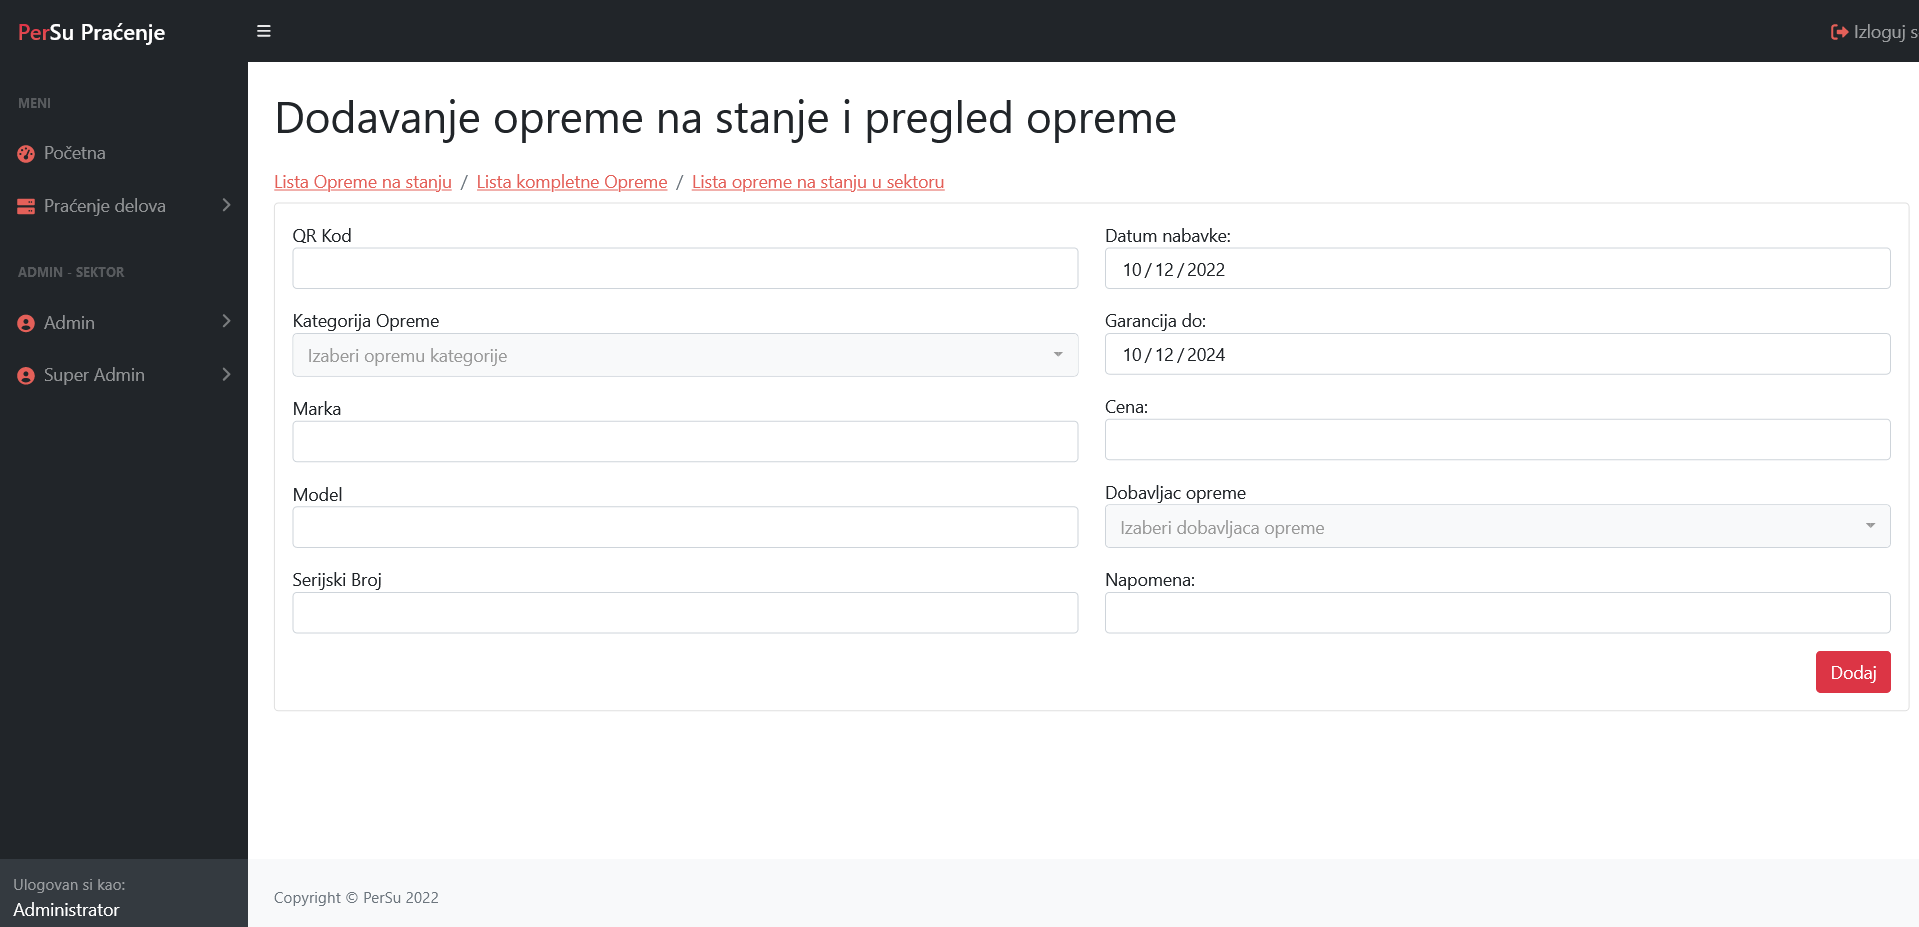 PerSu Praćenje
Izloguj s
MENI
Početna
Praćenje delova
ADMIN - SEKTOR
Admin
Super Admin
Ulogovan si kao:
Administrator
Dodavanje opreme na stanje i pregled opreme
Lista Opreme na stanju / Lista kompletne Opreme / Lista opreme na stanju u sektoru
QR Kod
Kategorija Opreme
Izaberi opremu kategorije
Marka
Model
Serijski Broj
Datum nabavke:
10/12/2022
Garancija do:
10/12/2024
Cena:
Dobavljac opreme
Izaberi dobavljaca opreme
Napomena:
Dodaj
Copyright © PerSu 2022